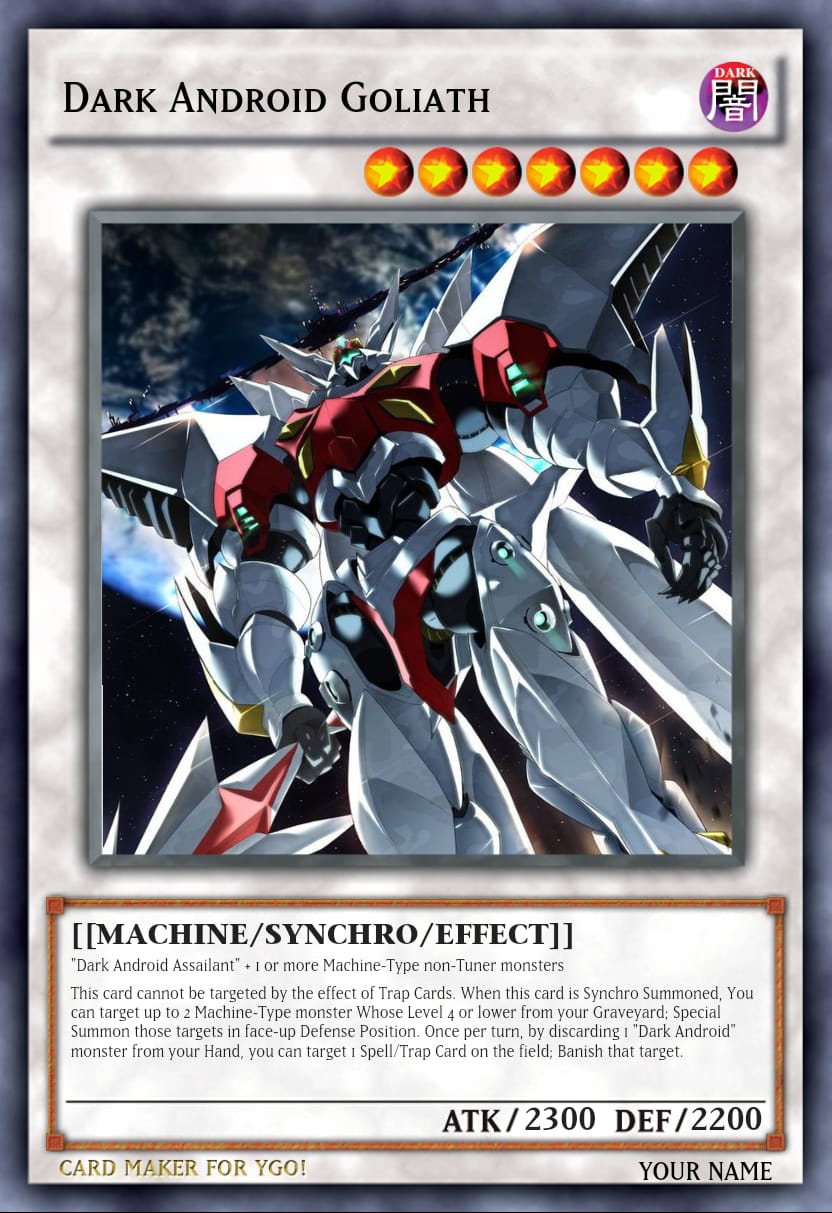 Dark Android Goliath
DARK
闇
[[MACHINE/SYNCHRO/EFFECT]]
"Dark Android Assailant" + 1 or more Machine-Type non-Tuner monsters
This card cannot be targeted by the effect of Trap Cards. When this card is Synchro Summoned, You
can target up to 2 Machine-Type monster Whose Level 4 or lower from your Graveyard; Special
Summon those targets in face-up Defense Position. Once per turn, by discarding 1 "Dark Android"
monster from your Hand, you can target 1 Spell/Trap Card on the field; Banish that target.
ATK/2300 DEF/2200
CARD MAKER FOR YGO!
YOUR NAME